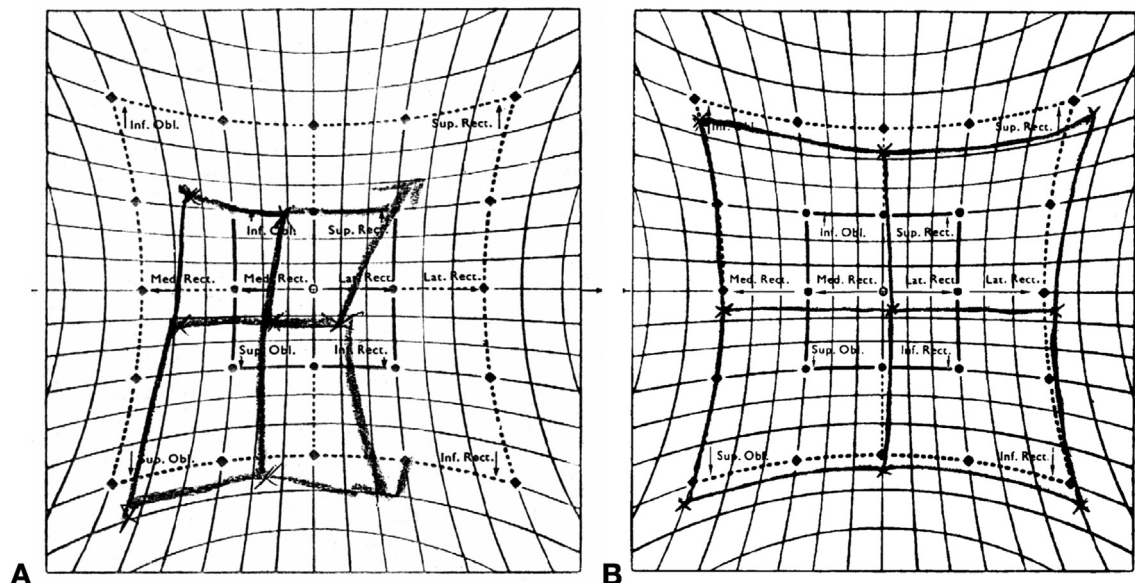 Inf. Obl. Sup. Rect.
Inf. Obl. Sup. Rect.
Med. Rect. Med. Rect. Lat. Rect. Lat. Rect.
Sup. Obl. Inf. Rect.
Sup. Obl. Inf. Rect.
A
Inf. Obl. Sup. Rect.
Inf. Obl. Sup. Rect.
Med. Rect. Med. Rect. Lat. Rect. Lat. Rect.
Sup. Obl. Inf. Rect.
Sup. Obl. Inf. Rect.
B